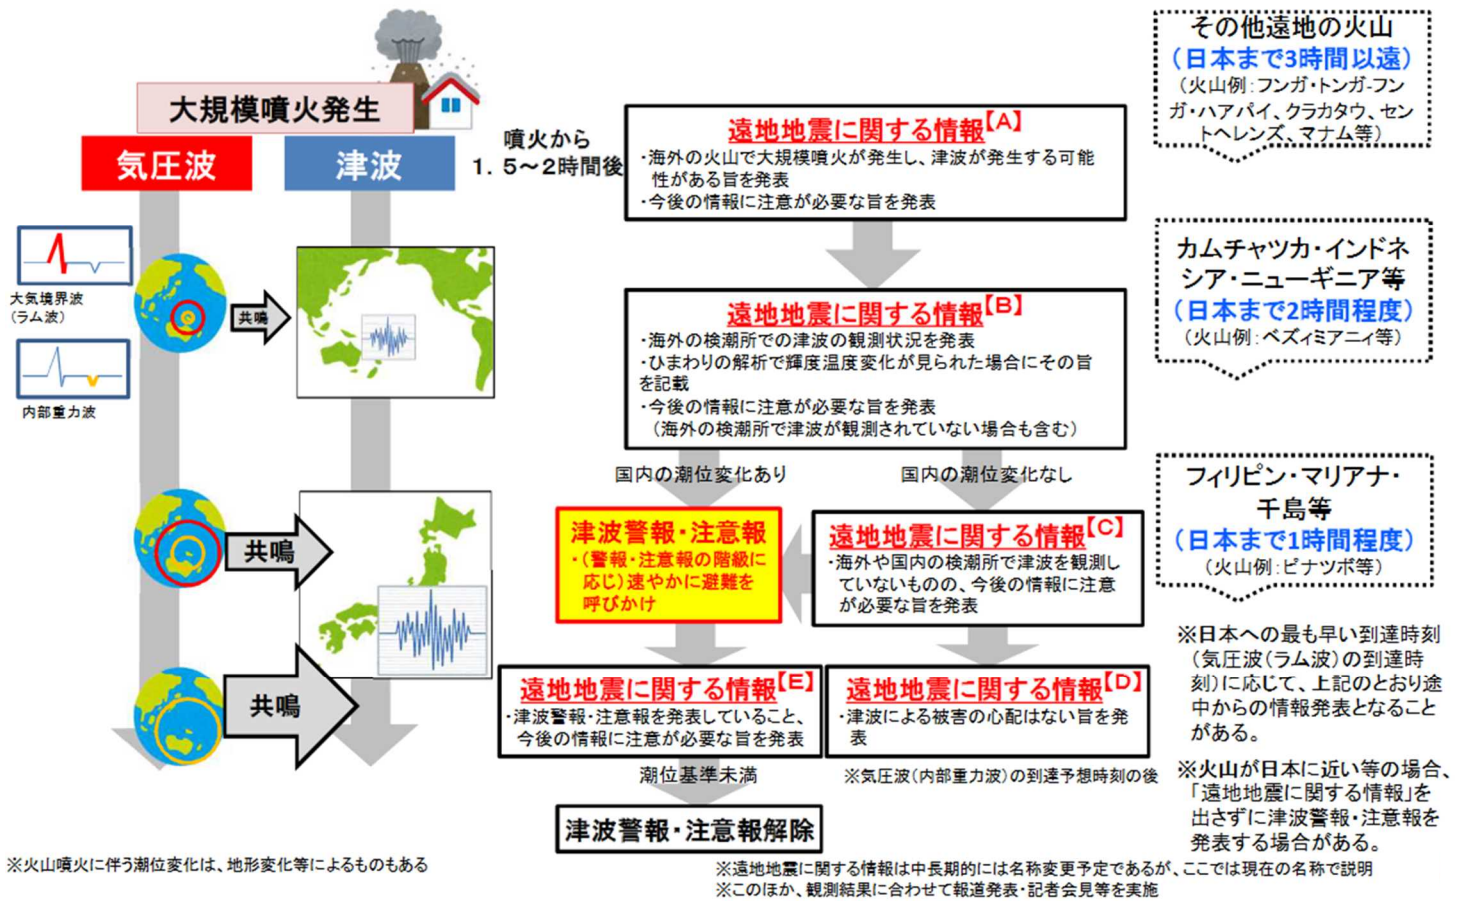 大規模噴火発生
気圧波
津波
大気境界波
(ラム波)
内部重力波
共鳴
共鳴
共鳴
噴火から
1.5～2時間後
遠地地震に関する情報【A】
・海外の火山で大規模噴火が発生し、津波が発生する可能
性がある旨を発表
・今後の情報に注意が必要な旨を発表
遠地地震に関する情報【B】
・海外の検潮所での津波の観測状況を発表
・ひまわりの解析で輝度温度変化が見られた場合にその旨
を記載
・今後の情報に注意が必要な旨を発表
(海外の検潮所で津波が観測されていない場合も含む)
国内の潮位変化あり
国内の潮位変化なし
津波警報・注意報
・(警報・注意報の階級に
応じ)速やかに避難を
呼びかけ
遠地地震に関する情報【C】
・海外や国内の検潮所で津波を観測し
ていないものの、今後の情報に注意
が必要な旨を発表
遠地地震に関する情報【E】
・津波警報・注意報を発表していること、
今後の情報に注意が必要な旨を発表
遠地地震に関する情報【D】
・津波による被害の心配はない旨を発
表
潮位基準未満
※気圧波(内部重力波)の到達予想時刻の後
津波警報・注意報解除
その他遠地の火山
(日本まで3時間以遠)
(火山例:フンガ・トンガ-フン
ガ・ハアパイ、クラカタウ、セン
トヘレンズ、マナム等)
カムチャツカ・インドネ
シア・ニューギニア等
(日本まで2時間程度)
(火山例:ベズィミアニィ等)
フィリピン・マリアナ・
千島等
(日本まで1時間程度)
(火山例:ピナツボ等)
※日本への最も早い到達時刻
(気圧波(ラム波)の到達時
刻)に応じて、上記のとおり途
中からの情報発表となること
がある。
※火山が日本に近い等の場合、
「遠地地震に関する情報」を
出さずに津波警報・注意報を
発表する場合がある。
※火山噴火に伴う潮位変化は、地形変化等によるものもある
※遠地地震に関する情報は中長期的には名称変更予定であるが、ここでは現在の名称で説明
※このほか、観測結果に合わせて報道発表・記者会見等を実施